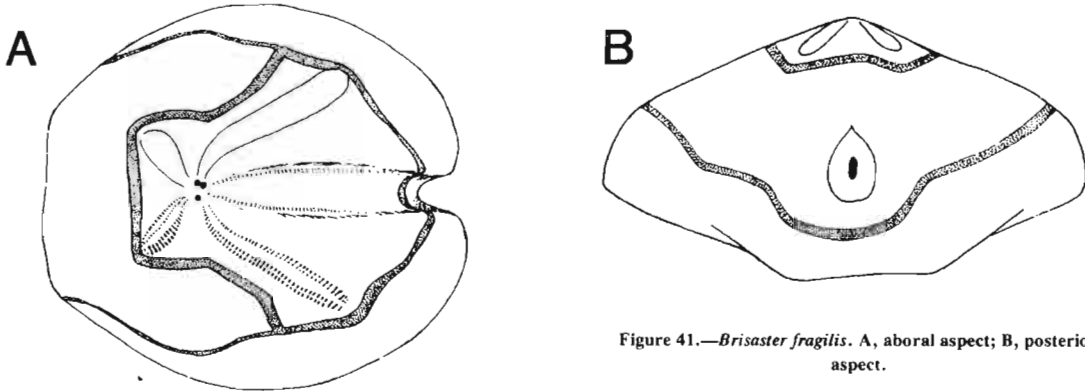 A
B
Figure 41.—Brisaster fragilis. A, aboral aspect; B, posterio
aspect.